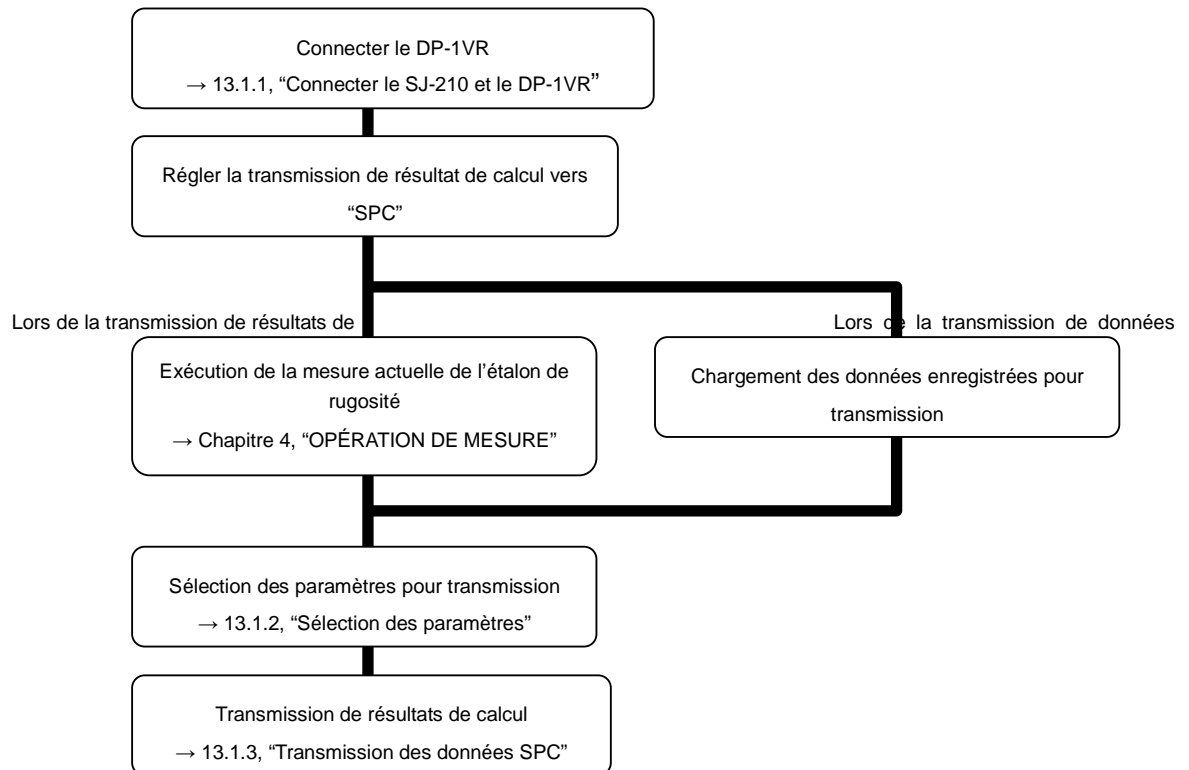 Connecter le DP-1VR
→ 13.1.1, “Connecter le SJ-210 et le DP-1VR”
Régler la transmission de résultat de calcul vers
“SPC”
Lors de la transmission de résultats de
Lors de la transmission de données
Exécution de la mesure actuelle de l’étalon de
rugosité
→ Chapitre 4, “OPÉRATION DE MESURE”
Chargement des données enregistrées pour
transmission
Sélection des paramètres pour transmission
→ 13.1.2, “Sélection des paramètres”
Transmission de résultats de calcul
→ 13.1.3, “Transmission des données SPC”